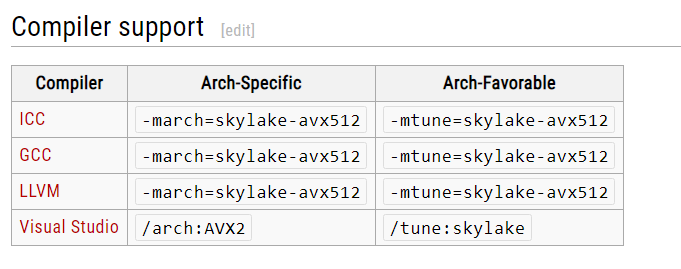 Compiler support [edit]
Compiler Arch-Specific Arch-Favorable
ICC -march=skylake-avx512 -mtune=skylake-avx512
GCC -march=skylake-avx512 -mtune=skylake-avx512
LLVM -march=skylake-avx512 -mtune=skylake-avx512
Visual Studio /arch:AVX2 /tune:skylake